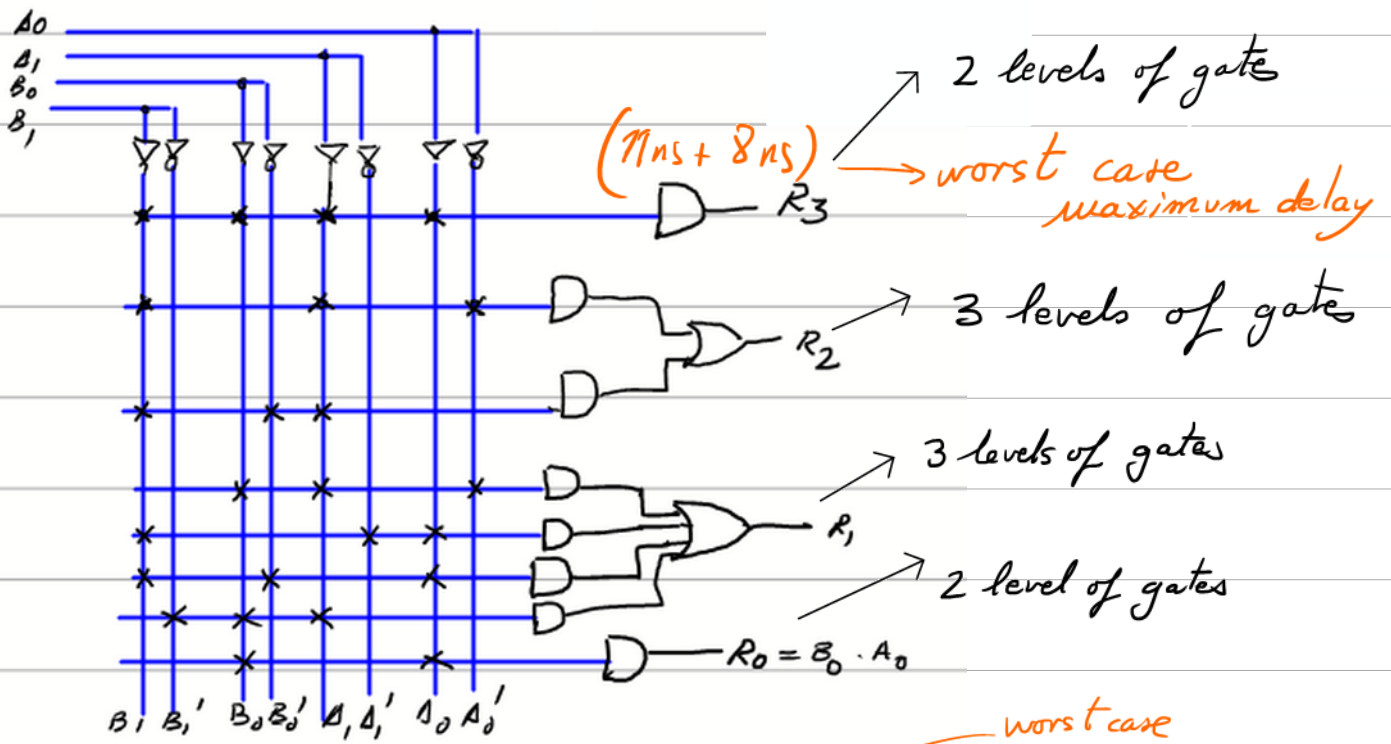 A0
A1
B0
B1
2 levels of gates
(11ns + 8ns)
worst case
maximum delay
R3
3 levels of gates
R2
3 levels of gates
R1
2 level of gates
R0 = B0 . A0
B1 B1' B0 B0' A1 A1' A0 A0'
worst case